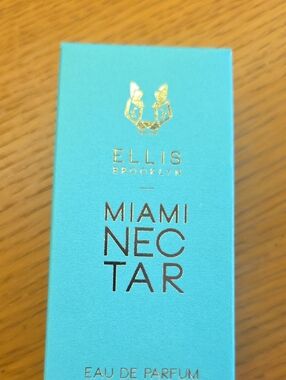 ELLIS
BROOKLYN
MIAMI
NEC
TAR
EAU DE PARFUM